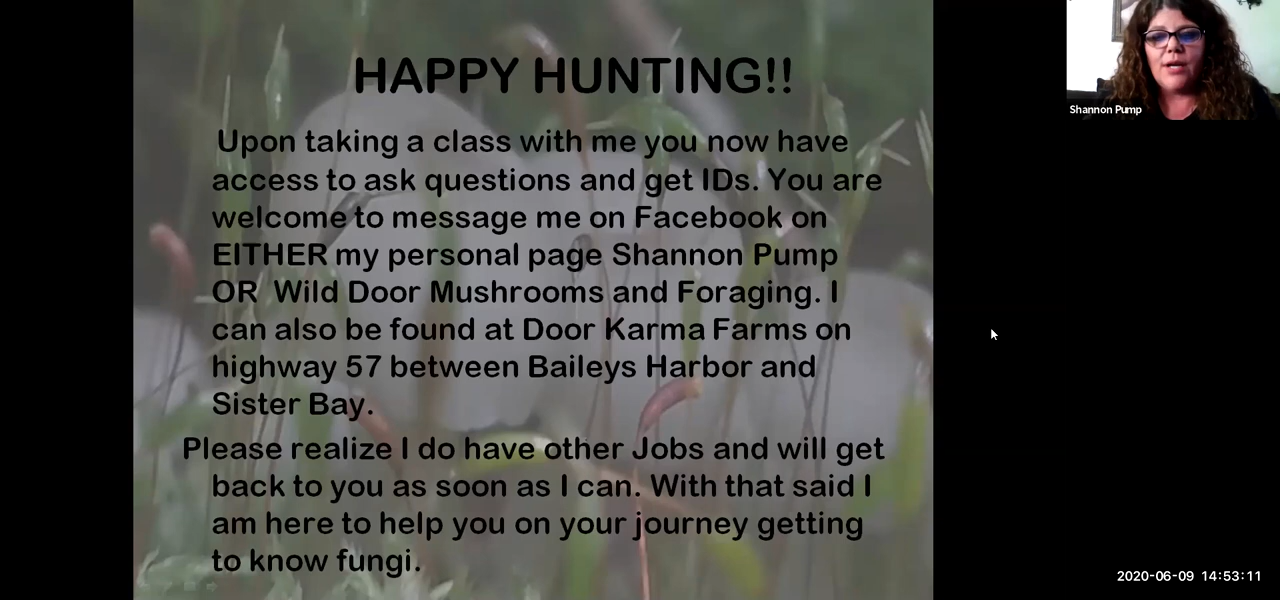 HAPPY HUNTING!!
Upon taking a class with me you now have
access to ask questions and get IDs. You are
welcome to message me on Facebook on
EITHER my personal page Shannon Pump
OR Wild Door Mushrooms and Foraging. I
can also be found at Door Karma Farms on
highway 57 between Baileys Harbor and
Sister Bay.
Please realize I do have other Jobs and will get
back to you as soon as I can. With that said I
am here to help you on your journey getting
to know fungi.
Shannon Pump
2020-06-09 14:53:11